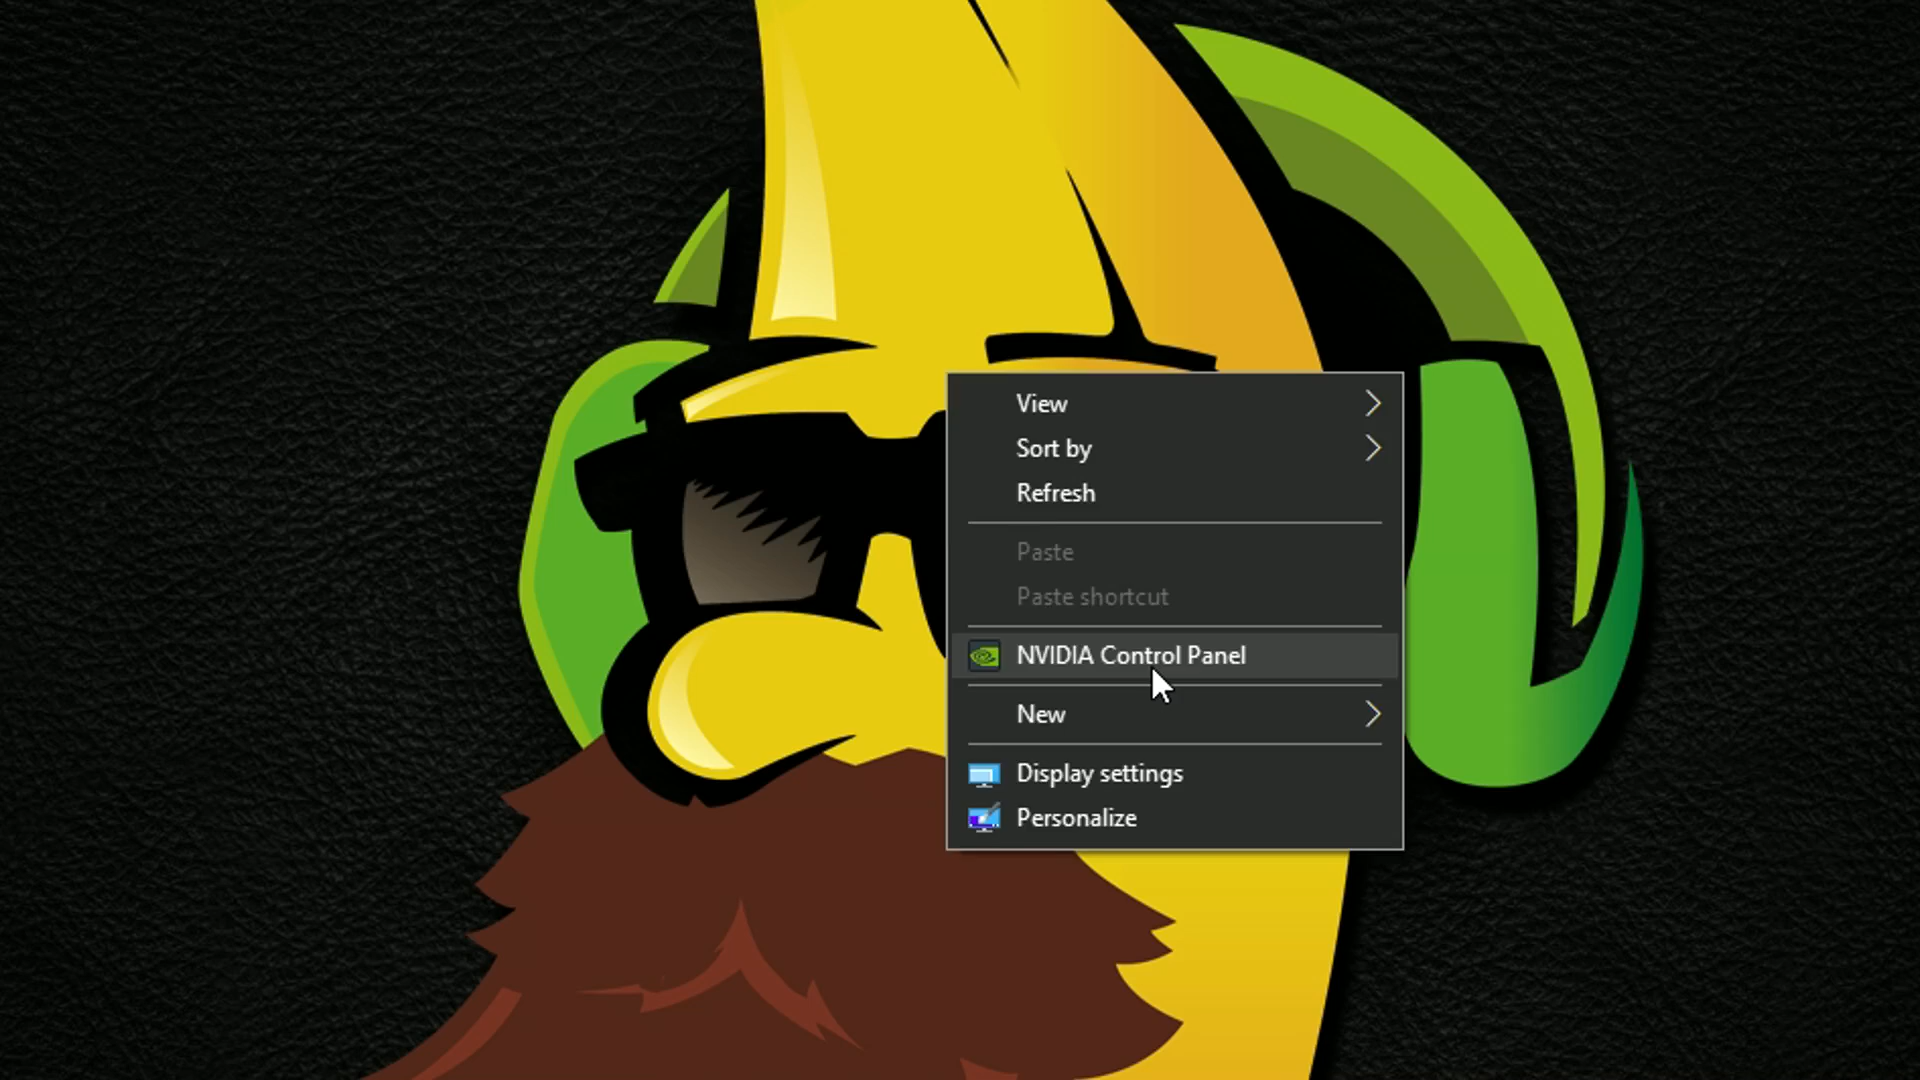 View
Sort by
Refresh
Paste
Paste shortcut
NVIDIA Control Panel
New
Display settings
Personalize